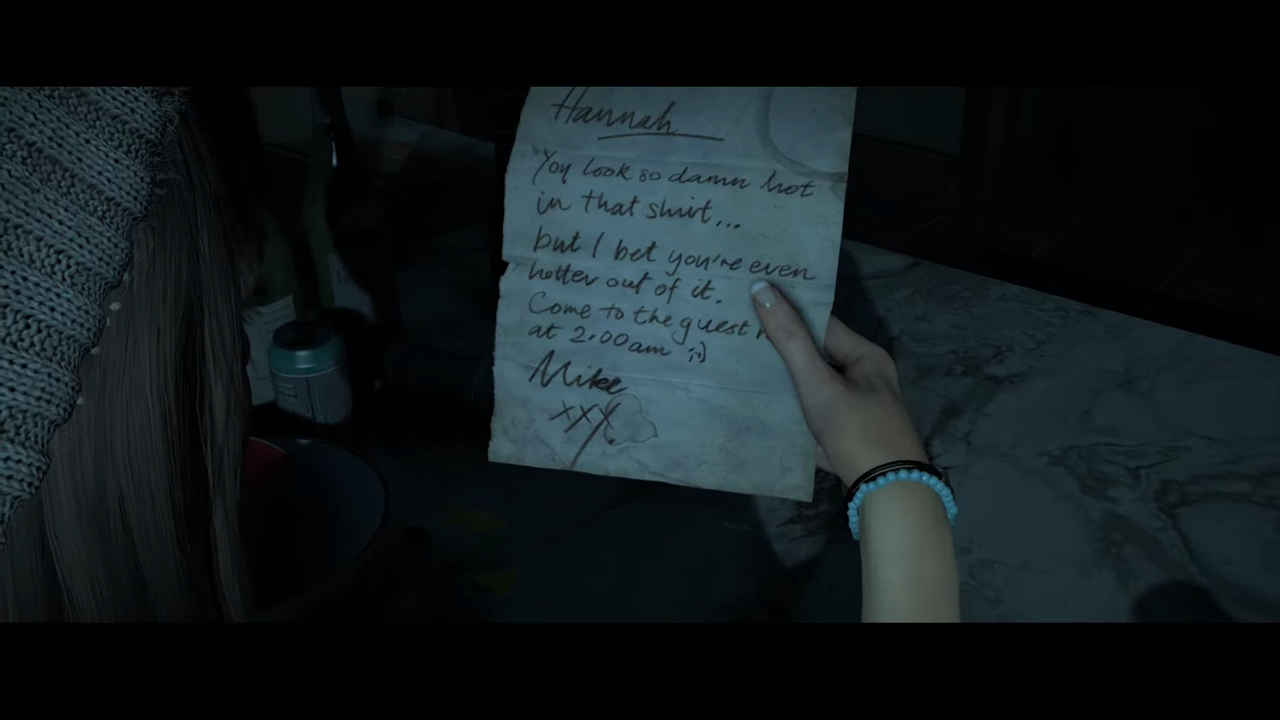 Hannah
You look so damn hot
in that shirt...
but I bet you're even
hotter out of it.
Come to the guest
at 2.00am ;)
Mike
xxx